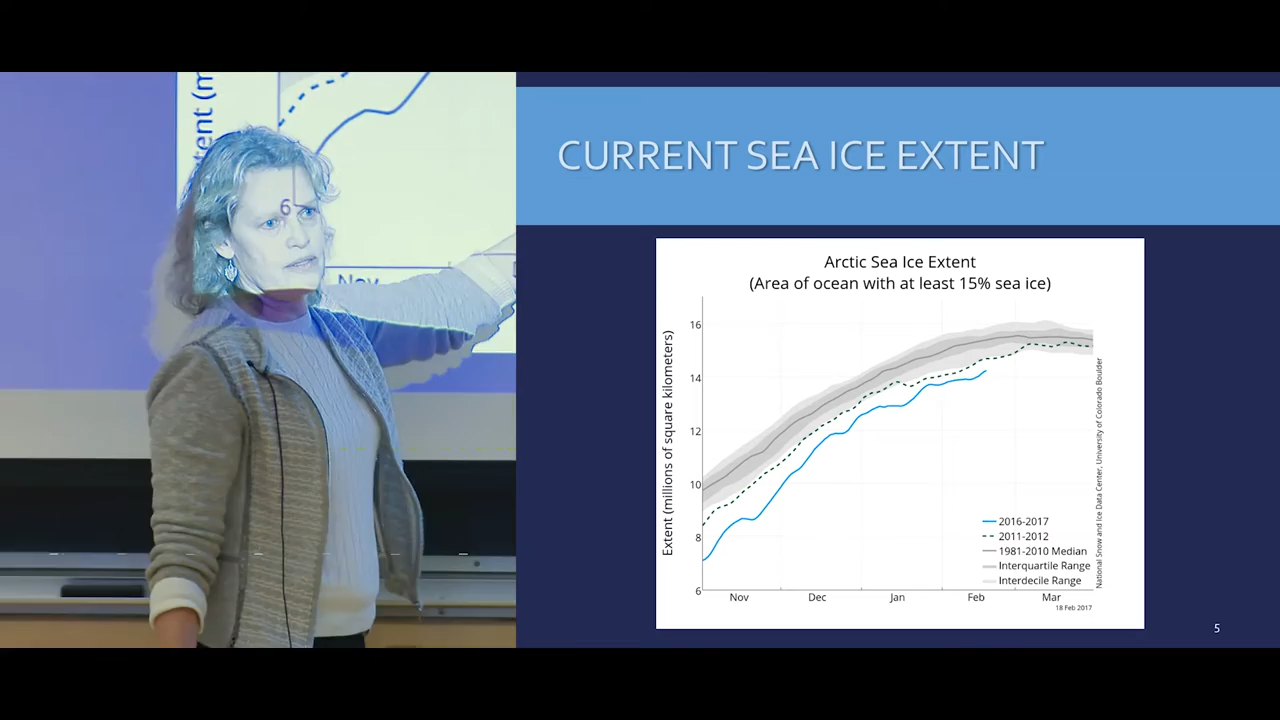 tent (m
6
Nov
CURRENT SEA ICE EXTENT
Arctic Sea Ice Extent
(Area of ocean with at least 15% sea ice)
Extent (millions of square kilometers)
16
14
12
10
8
6
Nov
Dec
Jan
Feb
Mar
2016-2017
2011-2012
1981-2010 Median
Interquartile Range
Interdecile Range
National Snow and Ice Data Center, University of Colorado Boulder
18 Feb 2017
5